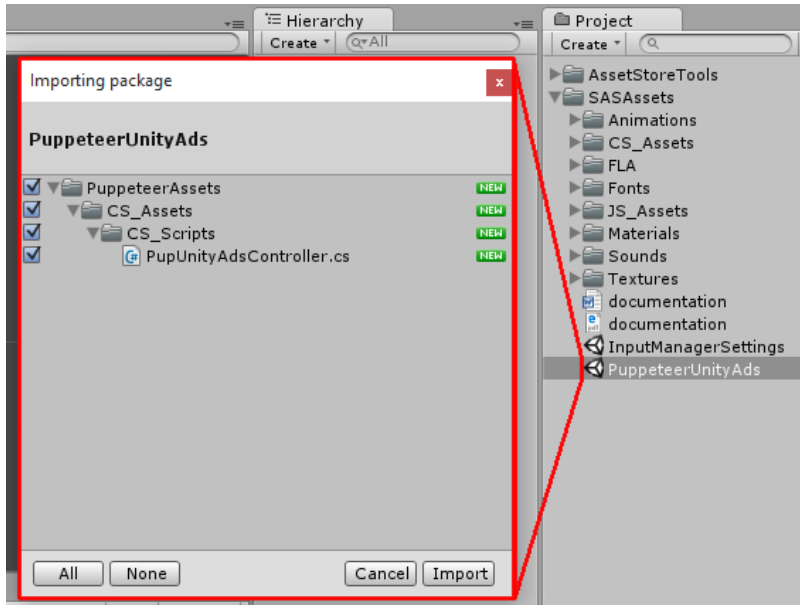 Hierarchy
Create
All
Importing package
x
PuppeteerUnityAds
PuppeteerAssets NEW
CS_Assets NEW
CS_Scripts NEW
PupUnityAdsController.cs NEW
All None Cancel Import
Project
Create
AssetStoreTools
SASAssets
Animations
CS_Assets
FLA
Fonts
JS_Assets
Materials
Sounds
Textures
documentation
documentation
InputManagerSettings
PuppeteerUnityAds